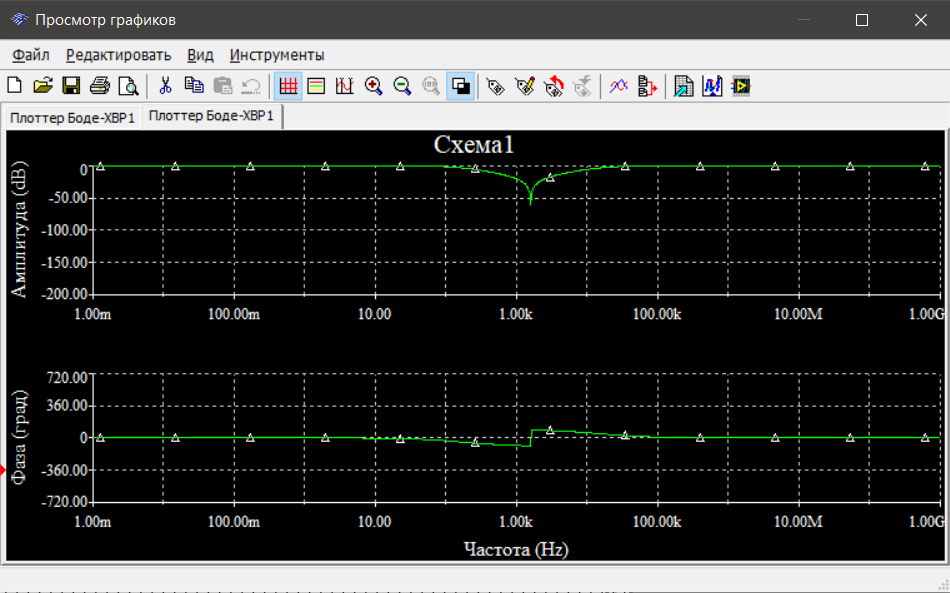 Просмотр графиков
Файл Редактировать Вид Инструменты
Плоттер Боде-XBP1 Плоттер Боде-XBP1
Схема1
Амплитуда (dB)
0
-50.00
-100.00
-150.00
-200.00
1.00m 100.00m 10.00 1.00k 100.00k 10.00M 1.00G
Фаза (град)
720.00
360.00
0
-360.00
-720.00
1.00m 100.00m 10.00 1.00k 100.00k 10.00M 1.00G
Частота (Hz)